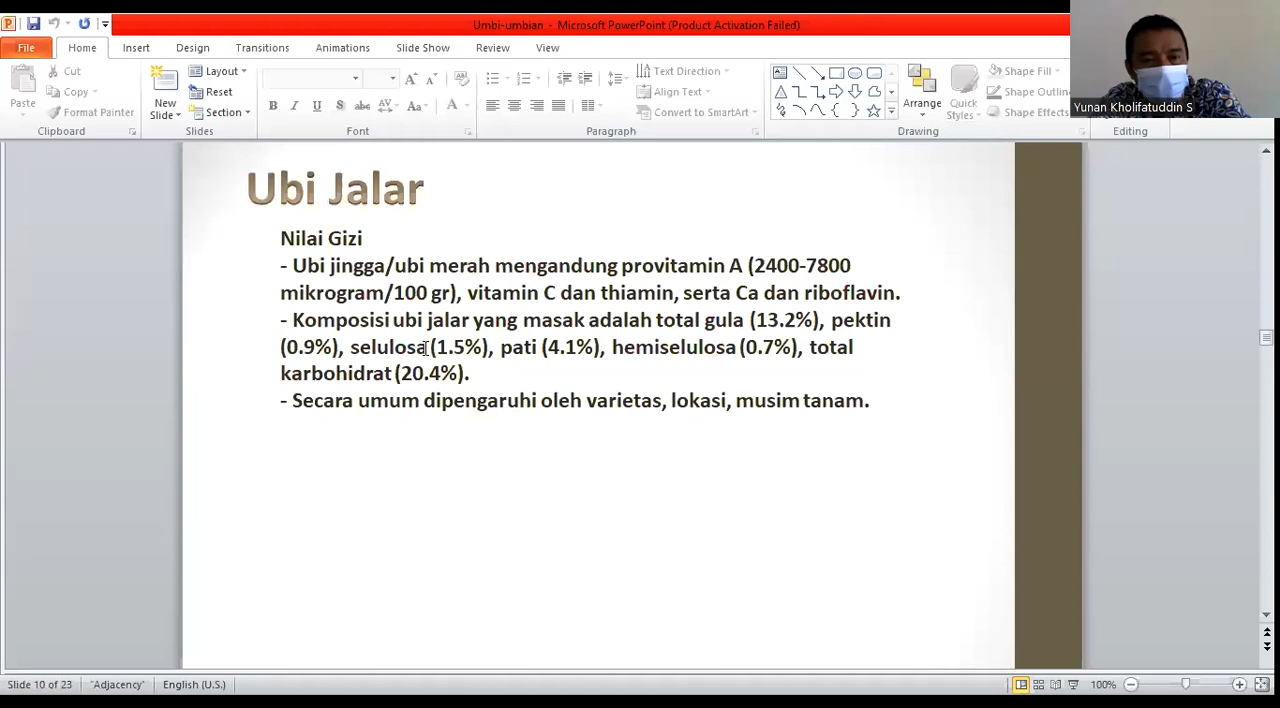 Umbi-umbian - Microsoft PowerPoint (Product Activation Failed)
File Home Insert Design Transitions Animations Slide Show Review View
Paste
Cut
Copy
Format Painter
Clipboard
New Slide
Layout
Reset
Section
Slides
Font
Text Direction
Align Text
Convert to SmartArt
Paragraph
Arrange
Quick Styles
Shape Fill
Shape Outlin
Shape Effects
Drawing
Editing
Yunan Kholifatuddin S
Ubi Jalar
Nilai Gizi
- Ubi jingga/ubi merah mengandung provitamin A (2400-7800
mikrogram/100 gr), vitamin C dan thiamin, serta Ca dan riboflavin.
- Komposisi ubi jalar yang masak adalah total gula (13.2%), pektin
(0.9%), selulosa (1.5%), pati (4.1%), hemiselulosa (0.7%), total
karbohidrat (20.4%).
- Secara umum dipengaruhi oleh varietas, lokasi, musim tanam.
Slide 10 of 23 "Adjacency" English (U.S.) 100%